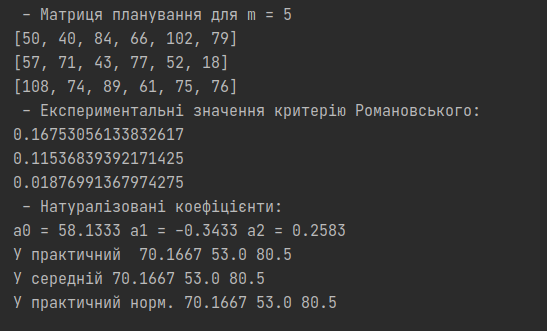 – Матриця планування для m = 5
[50, 40, 84, 66, 102, 79]
[57, 71, 43, 77, 52, 18]
[108, 74, 89, 61, 75, 76]
– Експериментальні значення критерію Романовського:
0.16753056133832617
0.11536839392171425
0.01876991367974275
– Натуралізовані коефіцієнти:
a0 = 58.1333 a1 = -0.3433 a2 = 0.2583
У практичний  70.1667 53.0 80.5
У середній 70.1667 53.0 80.5
У практичний норм. 70.1667 53.0 80.5